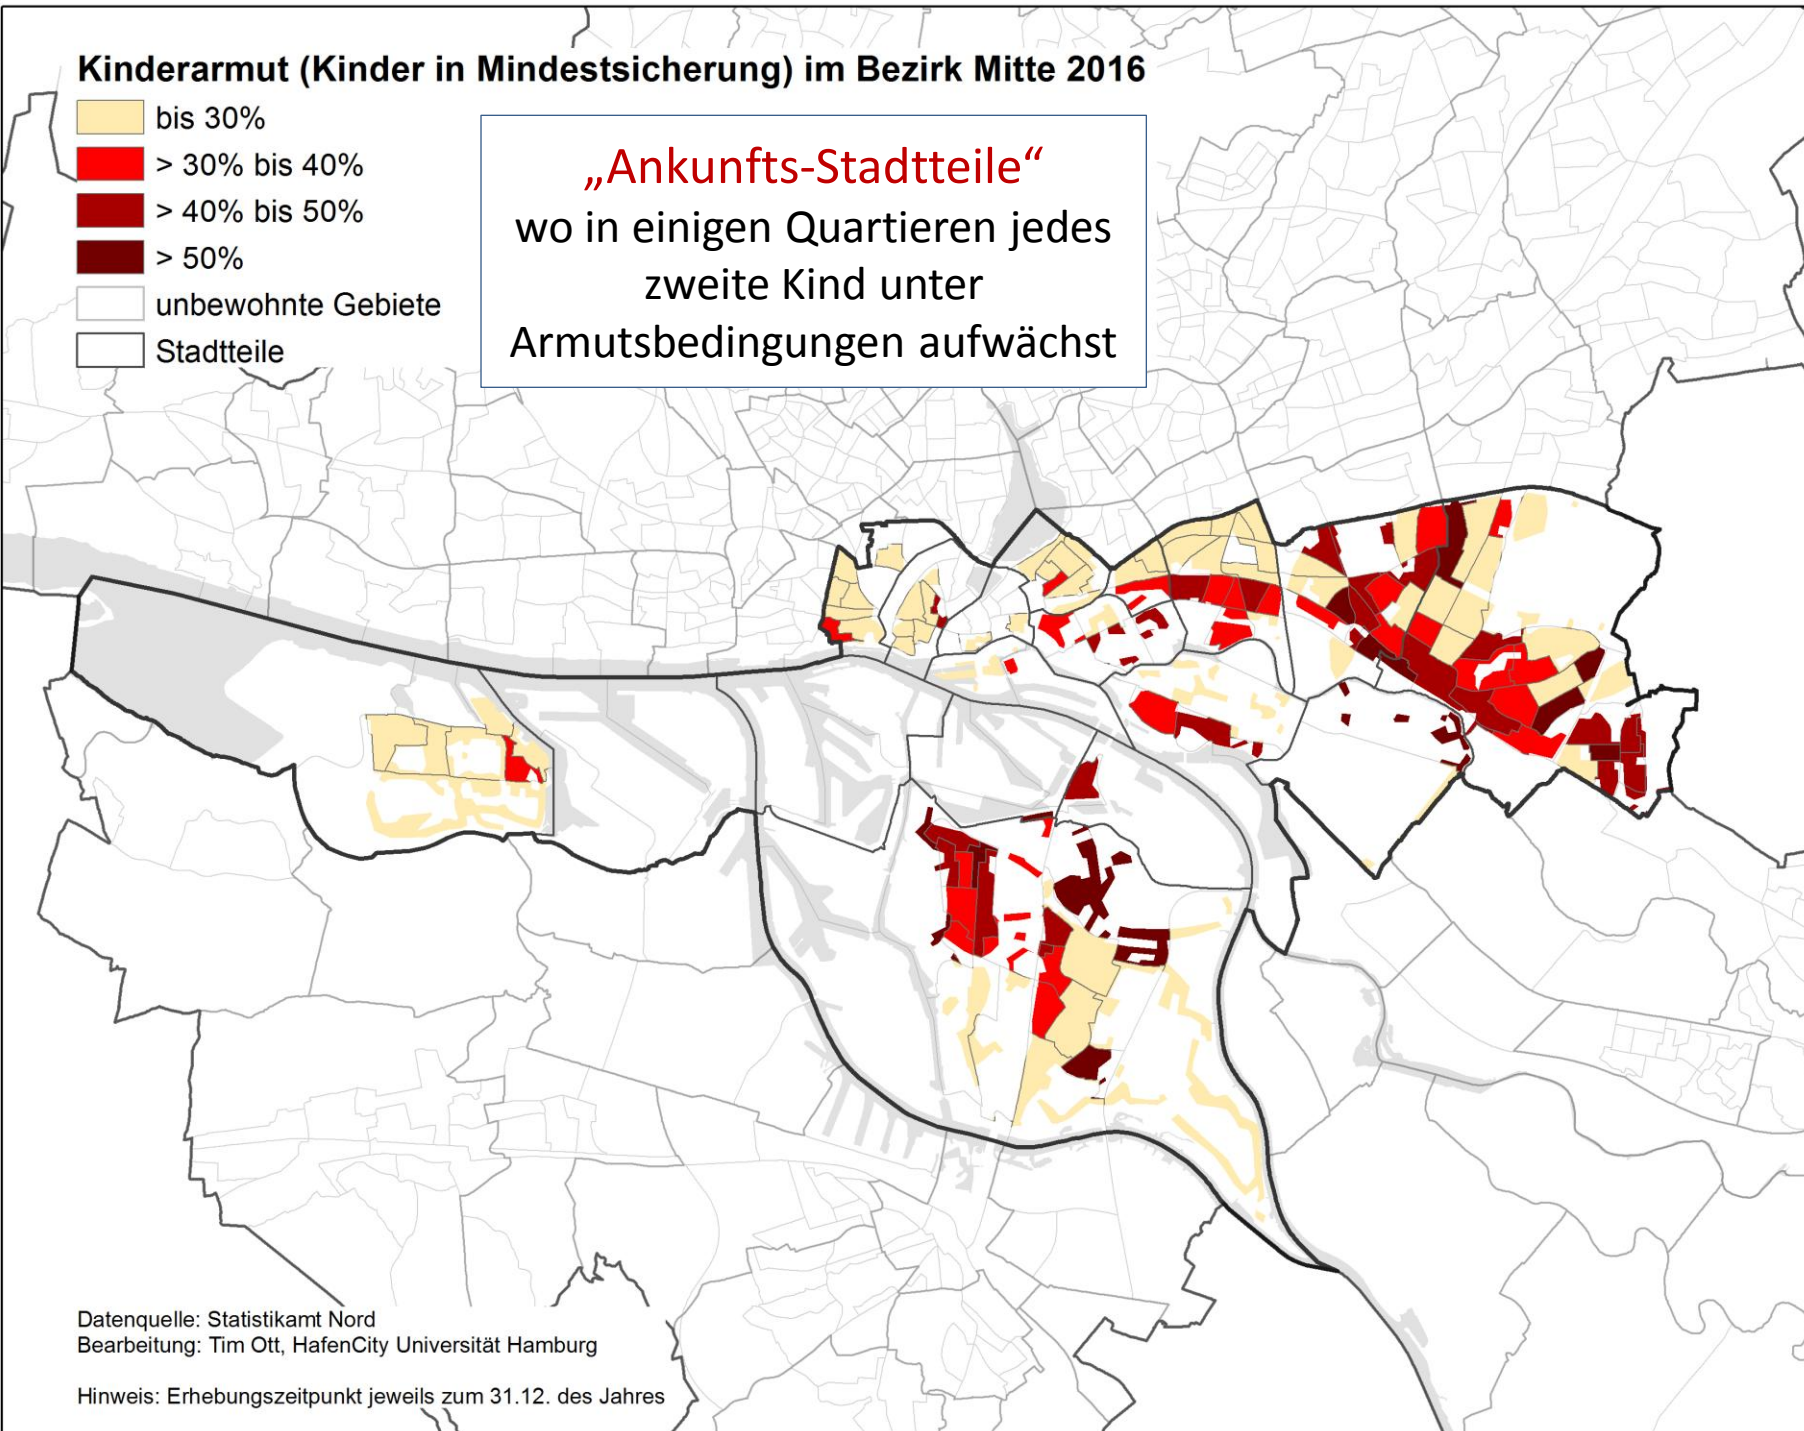 Kinderarmut (Kinder in Mindestsicherung) im Bezirk Mitte 2016
bis 30%
> 30% bis 40%
> 40% bis 50%
> 50%
unbewohnte Gebiete
Stadtteile
„Ankunfts-Stadtteile“
wo in einigen Quartieren jedes
zweite Kind unter
Armutsbedingungen aufwächst
Datenquelle: Statistikamt Nord
Bearbeitung: Tim Ott, HafenCity Universität Hamburg
Hinweis: Erhebungszeitpunkt jeweils zum 31.12. des Jahres